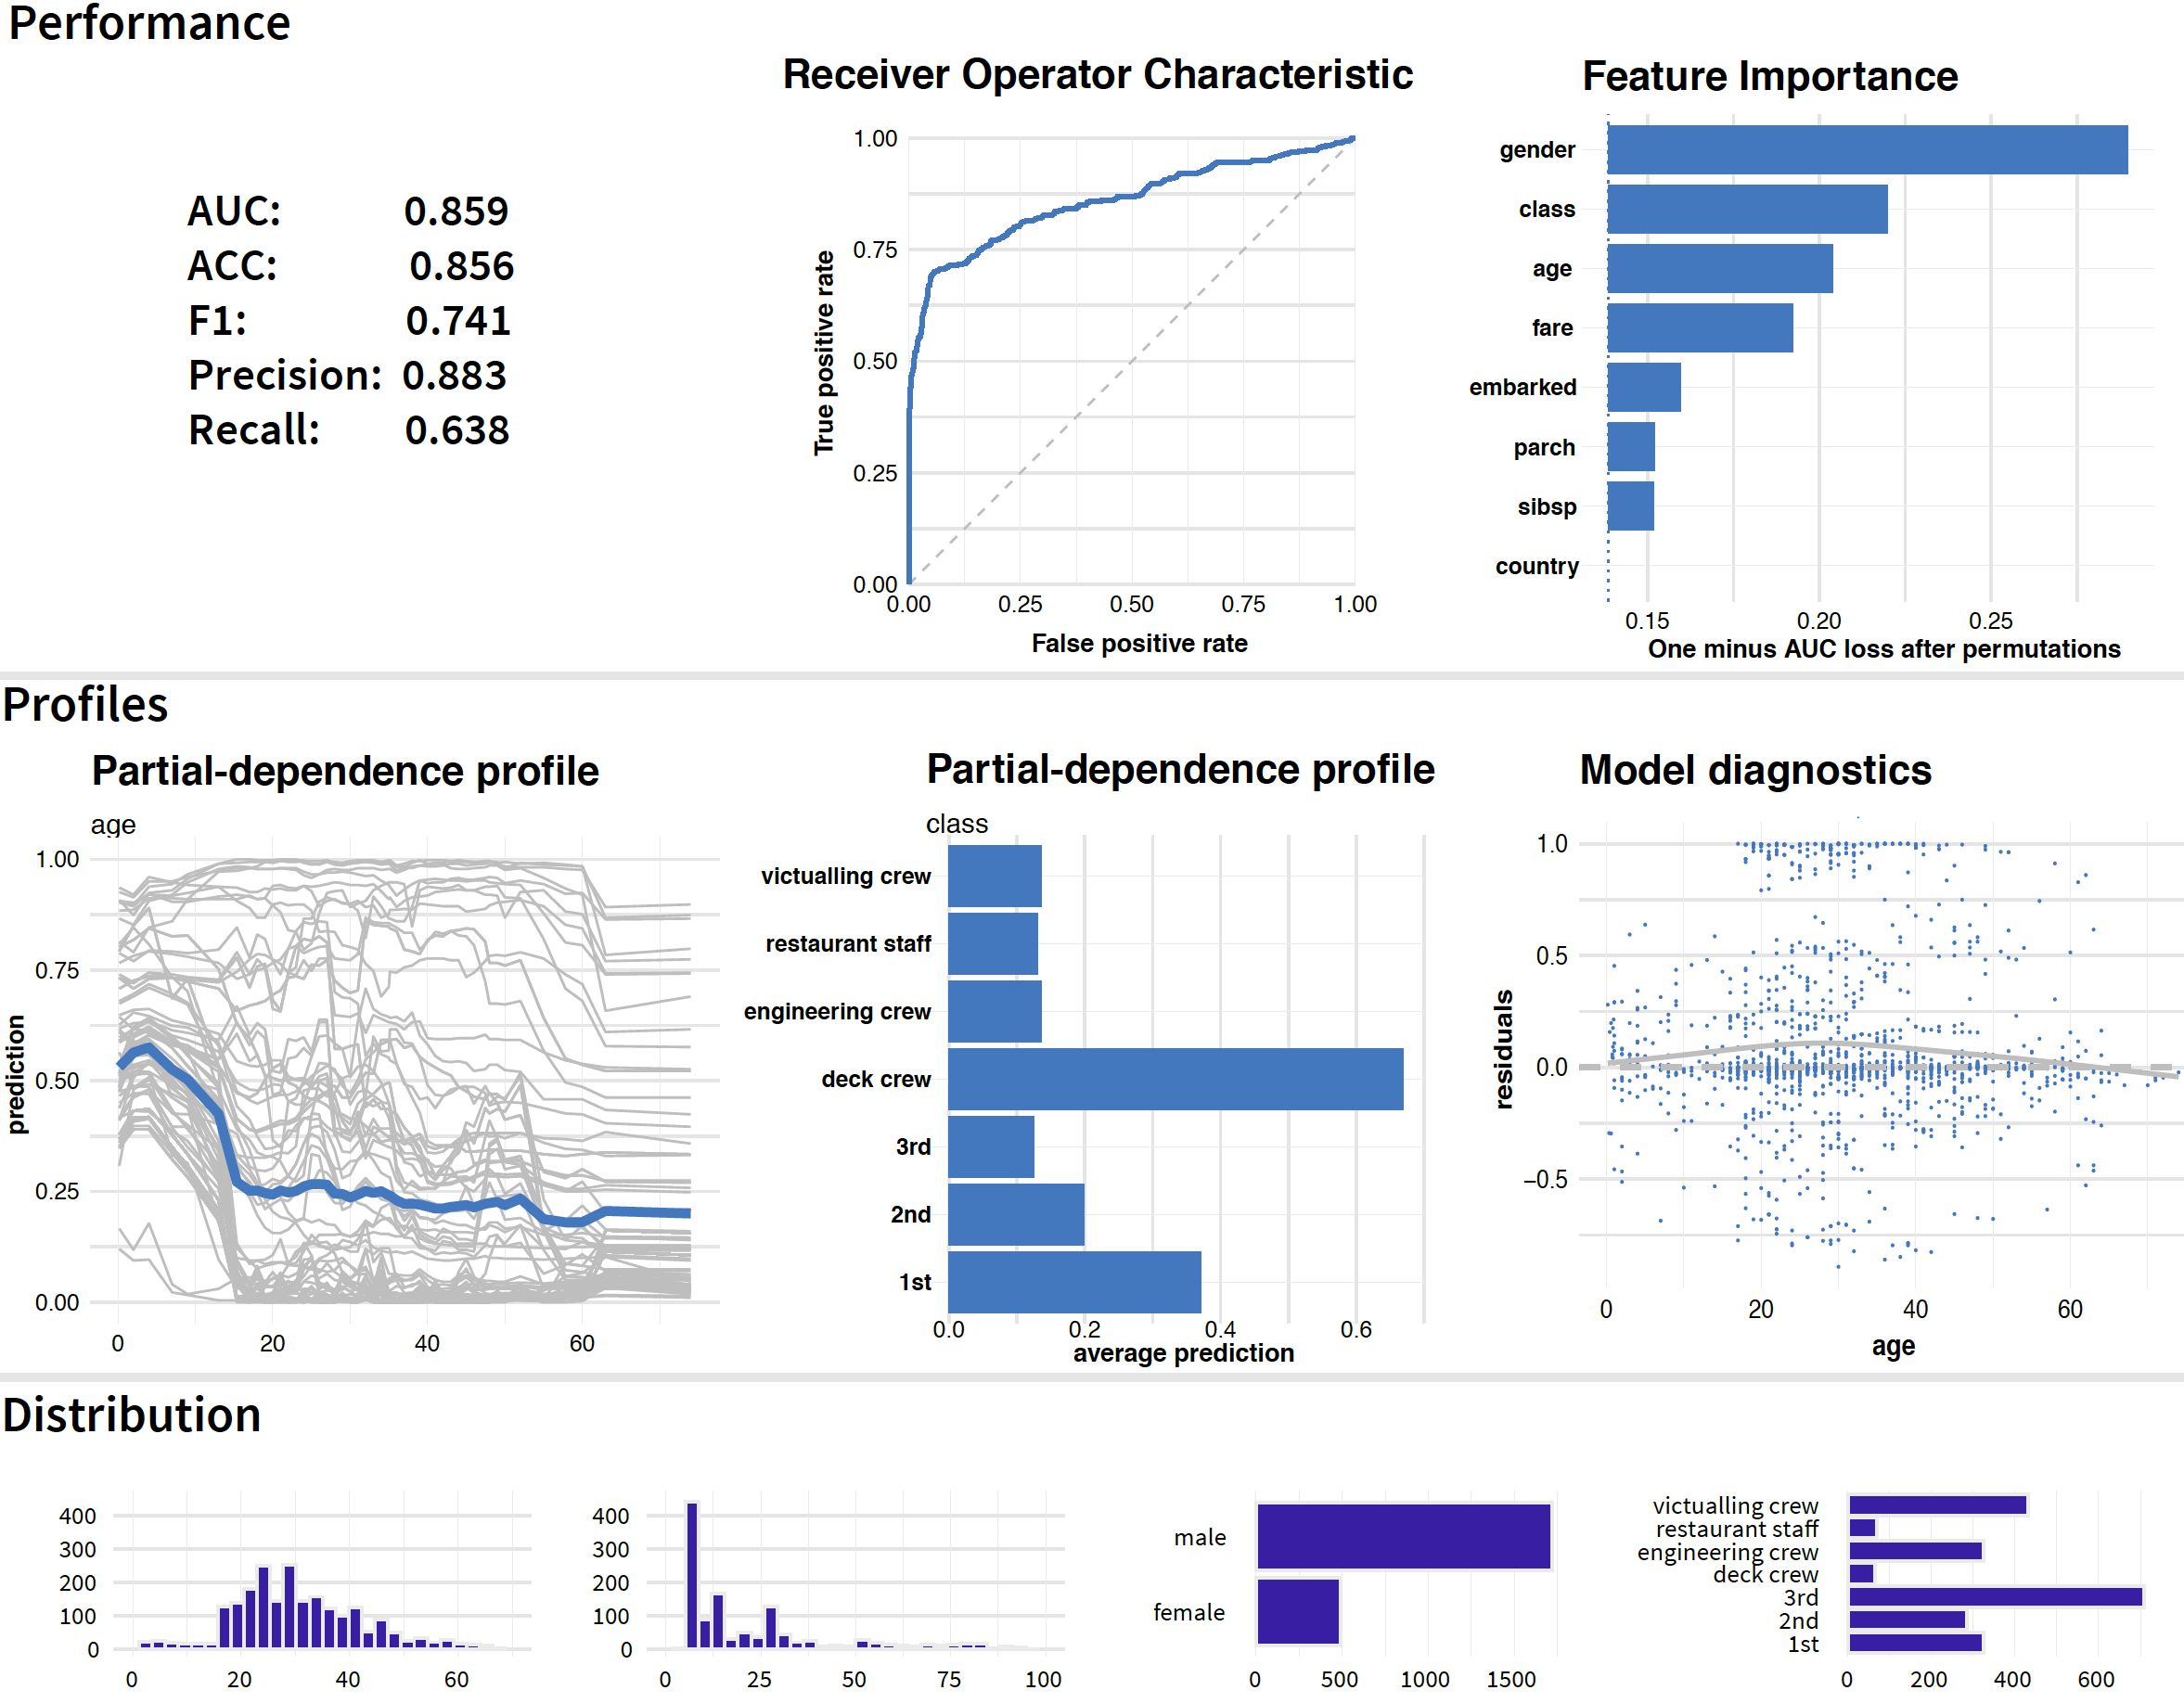 Performance
AUC: 0.859
ACC: 0.856
F1: 0.741
Precision: 0.883
Recall: 0.638
Receiver Operator Characteristic
1.00
0.75
0.50
0.25
0.00
True positive rate
0.00 0.25 0.50 0.75 1.00
False positive rate
Feature Importance
gender
class
age
fare
embarked
parch
sibsp
country
0.15 0.20 0.25
One minus AUC loss after permutations
Profiles
Partial-dependence profile
age
1.00
0.75
0.50
0.25
0.00
prediction
0 20 40 60
Partial-dependence profile
class
victualling crew
restaurant staff
engineering crew
deck crew
3rd
2nd
1st
0.0 0.2 0.4 0.6
average prediction
Model diagnostics
1.0
0.5
0.0
−0.5
residuals
0 20 40 60
age
Distribution
400
300
200
100
0
0 20 40 60
400
300
200
100
0
0 25 50 75 100
male
female
0 500 1000 1500
victualling crew
restaurant staff
engineering crew
deck crew
3rd
2nd
1st
0 200 400 600